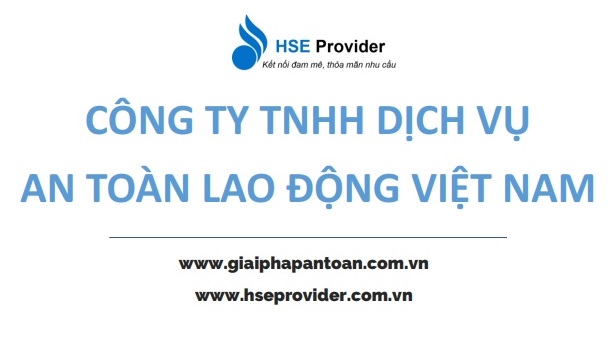 HSE Provider
Kết nối đam mê, thỏa mãn nhu cầu
CÔNG TY TNHH DỊCH VỤ
AN TOÀN LAO ĐỘNG VIỆT NAM
www.giaiphapantoan.com.vn
www.hseprovider.com.vn